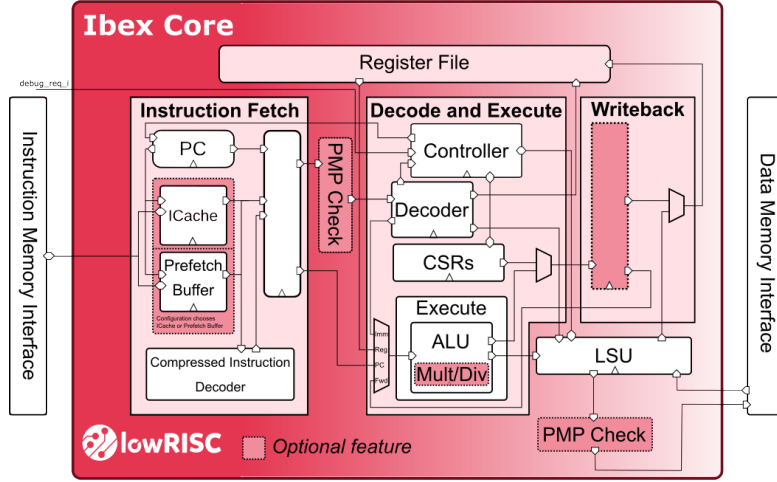 Ibex Core
Register File
debug_req_i
Instruction Memory Interface
Data Memory Interface
Instruction Fetch
Decode and Execute
Writeback
PC
ICache
Prefetch
Buffer
Configuration chooses
ICache or Prefetch Buffer
Compressed Instruction
Decoder
PMP Check
Controller
Decoder
CSRs
Execute
Imm
Reg
PC
Fwd
ALU
Mult/Div
LSU
PMP Check
lowRISC
Optional feature